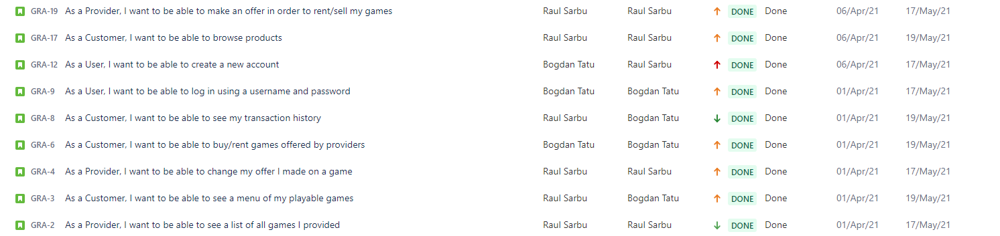 GRA-19 As a Provider, I want to be able to make an offer in order to rent/sell my games Raul Sarbu Raul Sarbu DONE Done 06/Apr/21 17/May/21
GRA-17 As a Customer, I want to be able to browse products Raul Sarbu Raul Sarbu DONE Done 06/Apr/21 19/May/21
GRA-12 As a User, I want to be able to create a new account Bogdan Tatu Raul Sarbu DONE Done 06/Apr/21 17/May/21
GRA-9 As a User, I want to be able to log in using a username and password Bogdan Tatu Bogdan Tatu DONE Done 01/Apr/21 17/May/21
GRA-8 As a Customer, I want to be able to see my transaction history Raul Sarbu Bogdan Tatu DONE Done 01/Apr/21 19/May/21
GRA-6 As a Customer, I want to be able to buy/rent games offered by providers Bogdan Tatu Bogdan Tatu DONE Done 01/Apr/21 19/May/21
GRA-4 As a Provider, I want to be able to change my offer I made on a game Raul Sarbu Raul Sarbu DONE Done 01/Apr/21 17/May/21
GRA-3 As a Customer, I want to be able to see a menu of my playable games Raul Sarbu Bogdan Tatu DONE Done 01/Apr/21 19/May/21
GRA-2 As a Provider, I want to be able to see a list of all games I provided Raul Sarbu Raul Sarbu DONE Done 01/Apr/21 17/May/21